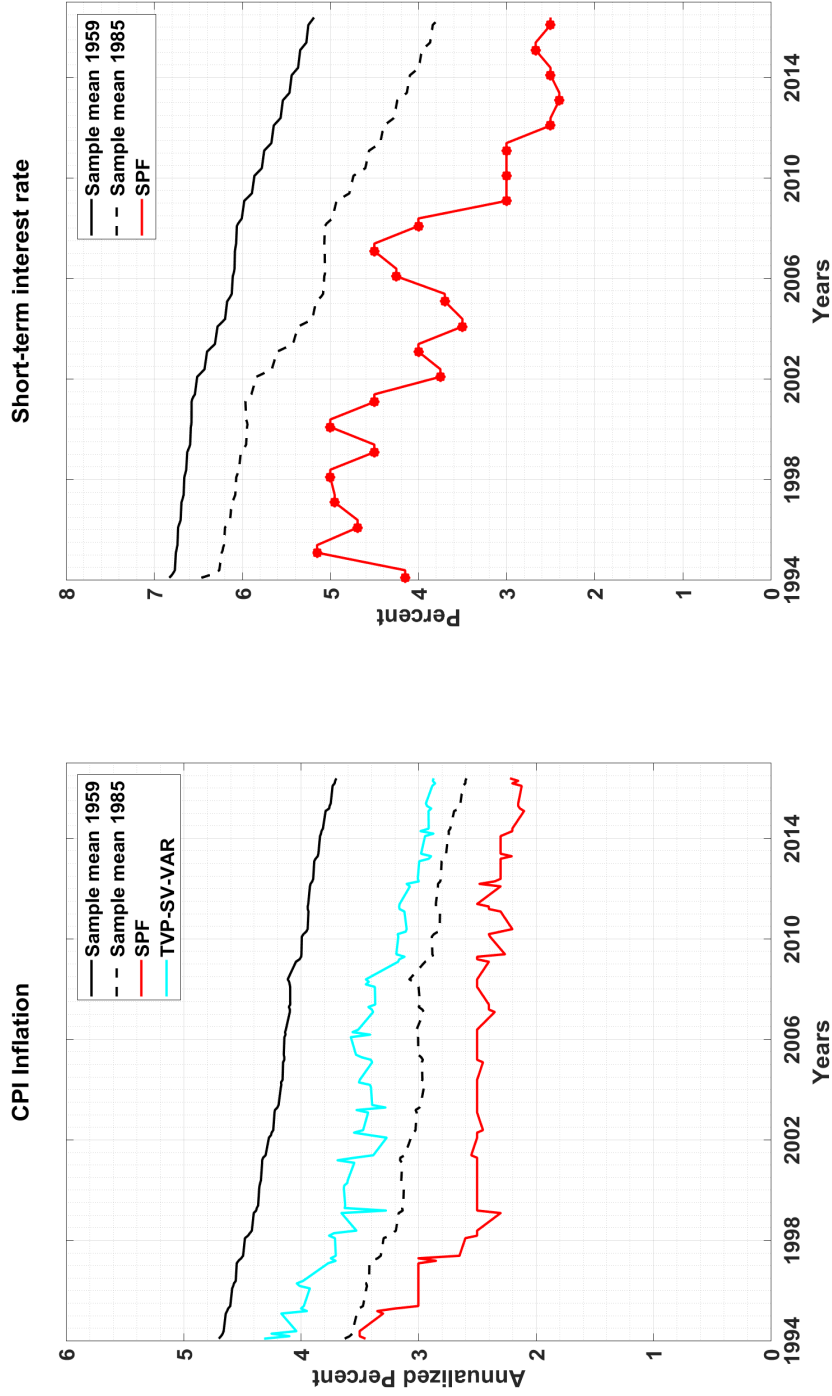 CPI Inflation
Sample mean 1959
Sample mean 1985
SPF
TVP-SV-VAR
Annualized Percent
6
5
4
3
2
1
0
1994 1998 2002 2006 2010 2014
Years
Short-term interest rate
Sample mean 1959
Sample mean 1985
SPF
Percent
8
7
6
5
4
3
2
1
0
1994 1998 2002 2006 2010 2014
Years